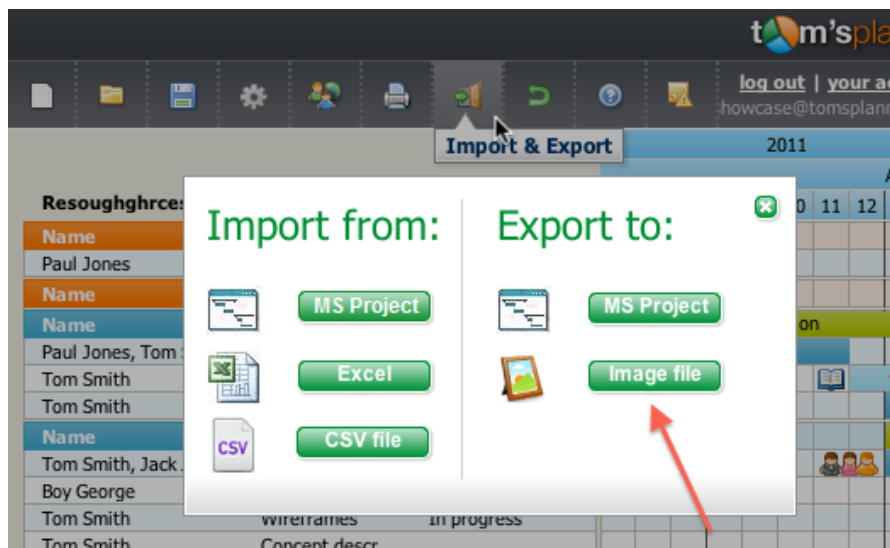 tom'spla
log out | your a
howcase@tomsplann
Import & Export
2011
Resoughghrces
0 11 12
Import from:
Export to:
Name
Paul Jones
Name
MS Project
MS Project
Name
on
Paul Jones, Tom
Excel
Image file
Tom Smith
Tom Smith
Name
CSV
CSV file
Tom Smith, Jack
Boy George
Tom Smith Wireframes In progress
Tom Smith Concept descr